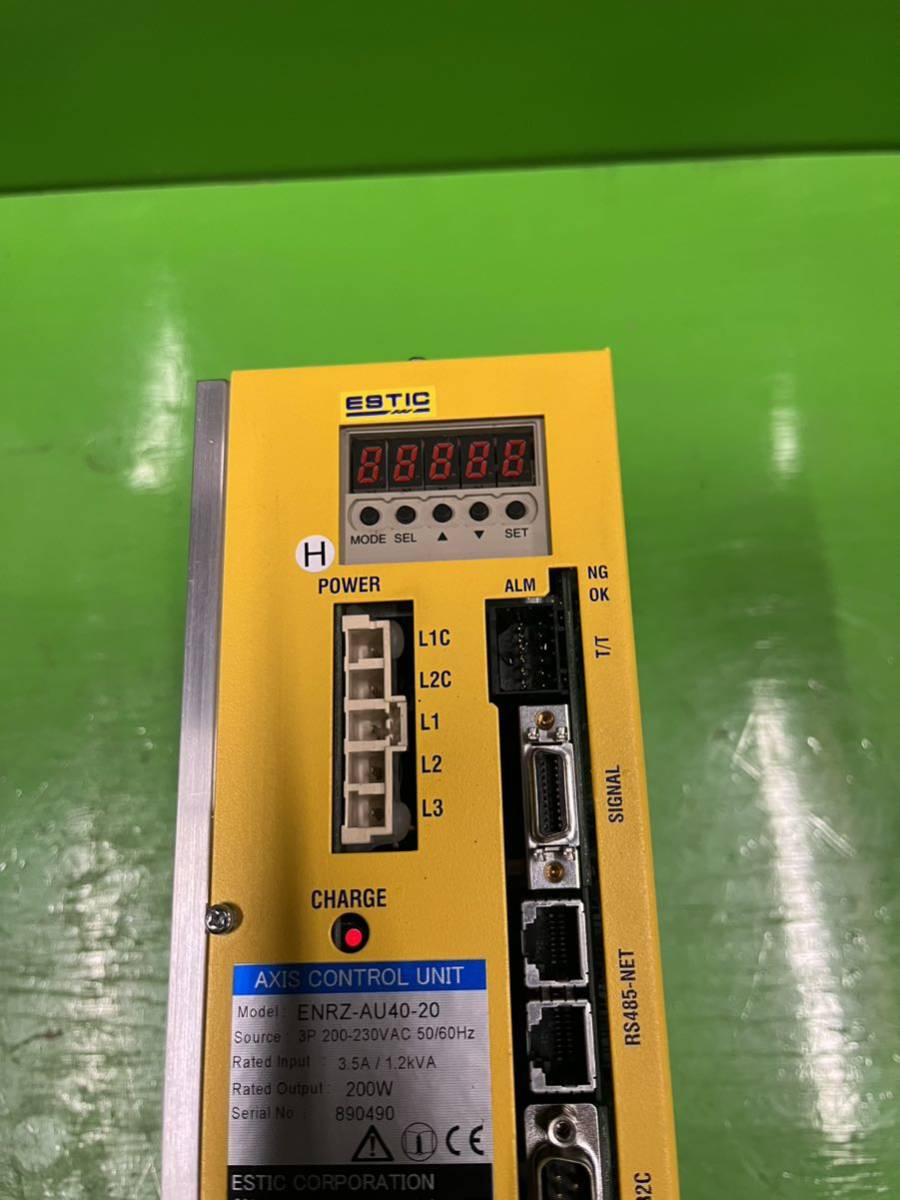 ESTIC
88888
MODE SEL ▲ ▼ SET
H
POWER
ALM
NG
OK
T/T
L1C
L2C
L1
L2
L3
SIGNAL
CHARGE
RS485-NET
AXIS CONTROL UNIT
Model : ENRZ-AU40-20
Source : 3P 200-230VAC 50/60Hz
Rated Input : 3.5A / 1.2kVA
Rated Output : 200W
Serial No : 890490
CE
ESTIC CORPORATION